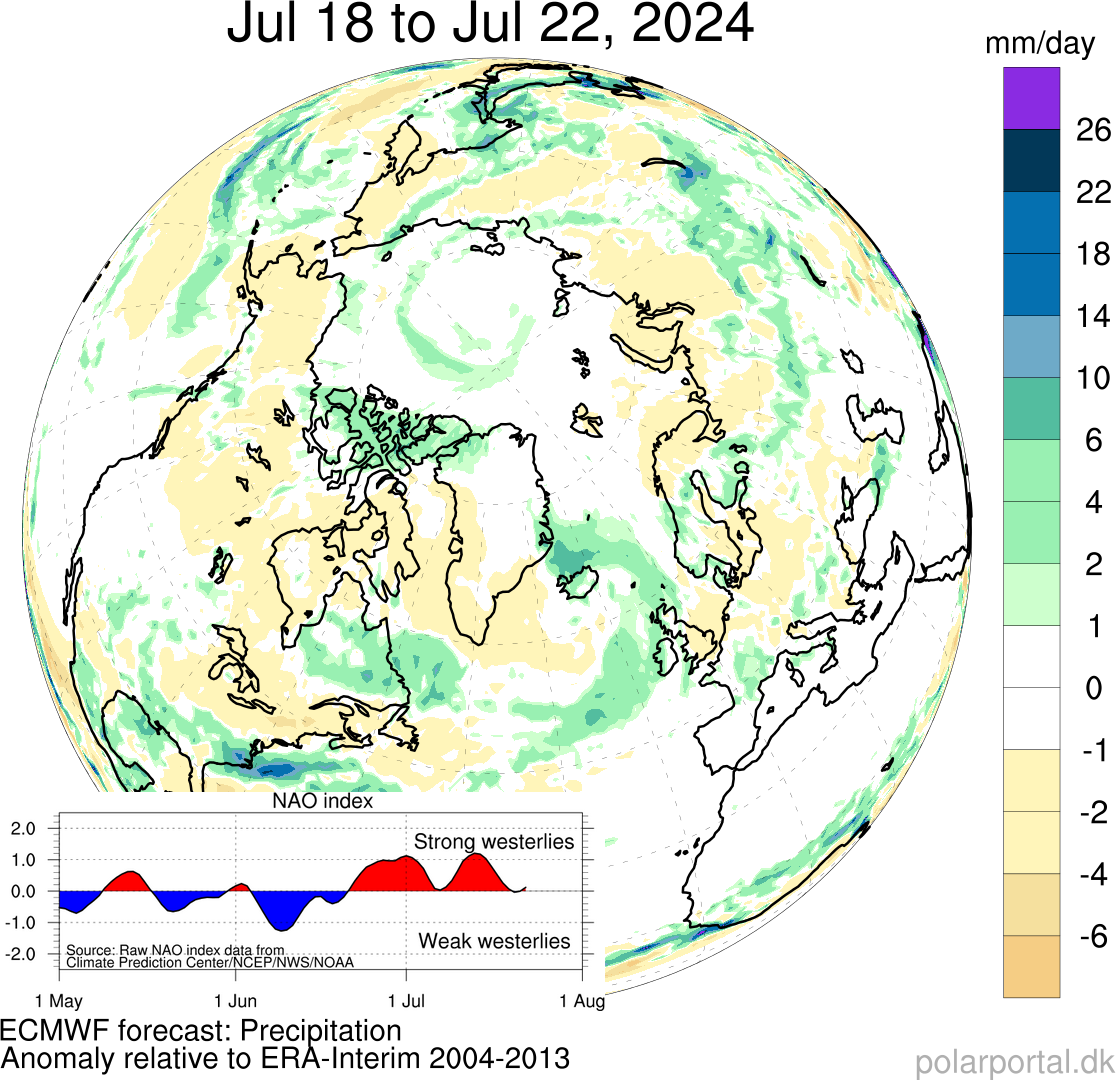 Jul 18 to Jul 22, 2024
mm/day
26
22
18
14
10
6
4
2
1
0
-1
-2
-4
-6
NAO index
2.0
1.0
0.0
-1.0
-2.0
Strong westerlies
Weak westerlies
Source: Raw NAO index data from
Climate Prediction Center/NCEP/NWS/NOAA
1 May
1 Jun
1 Jul
1 Aug
ECMWF forecast: Precipitation
Anomaly relative to ERA-Interim 2004-2013
polarportal.dk